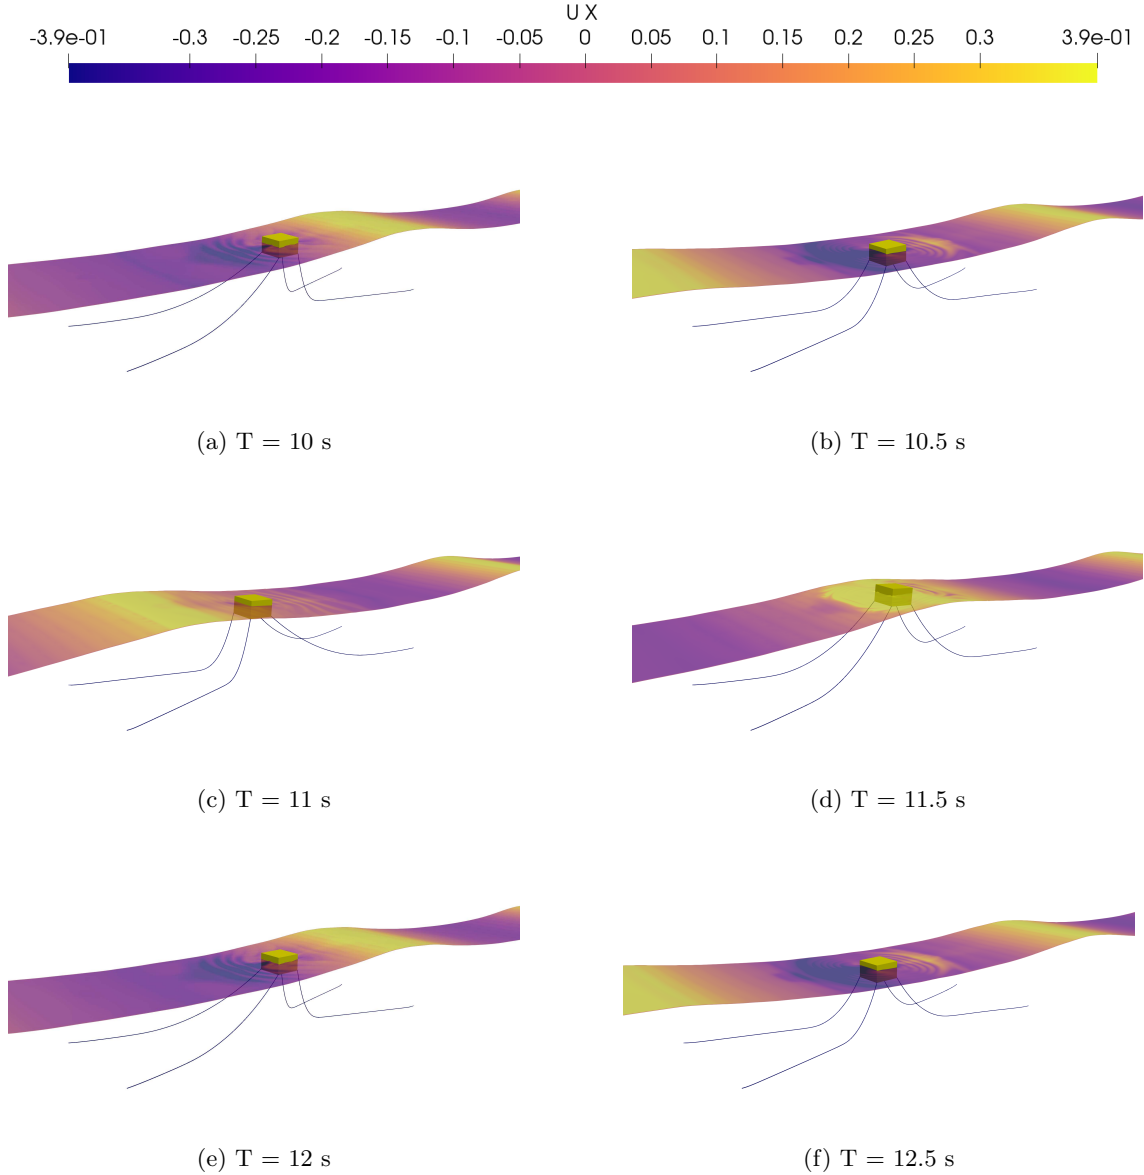 U X
-3.9e-01 -0.3 -0.25 -0.2 -0.15 -0.1 -0.05 0 0.05 0.1 0.15 0.2 0.25 0.3 3.9e-01
(a) T = 10 s
(b) T = 10.5 s
(c) T = 11 s
(d) T = 11.5 s
(e) T = 12 s
(f) T = 12.5 s